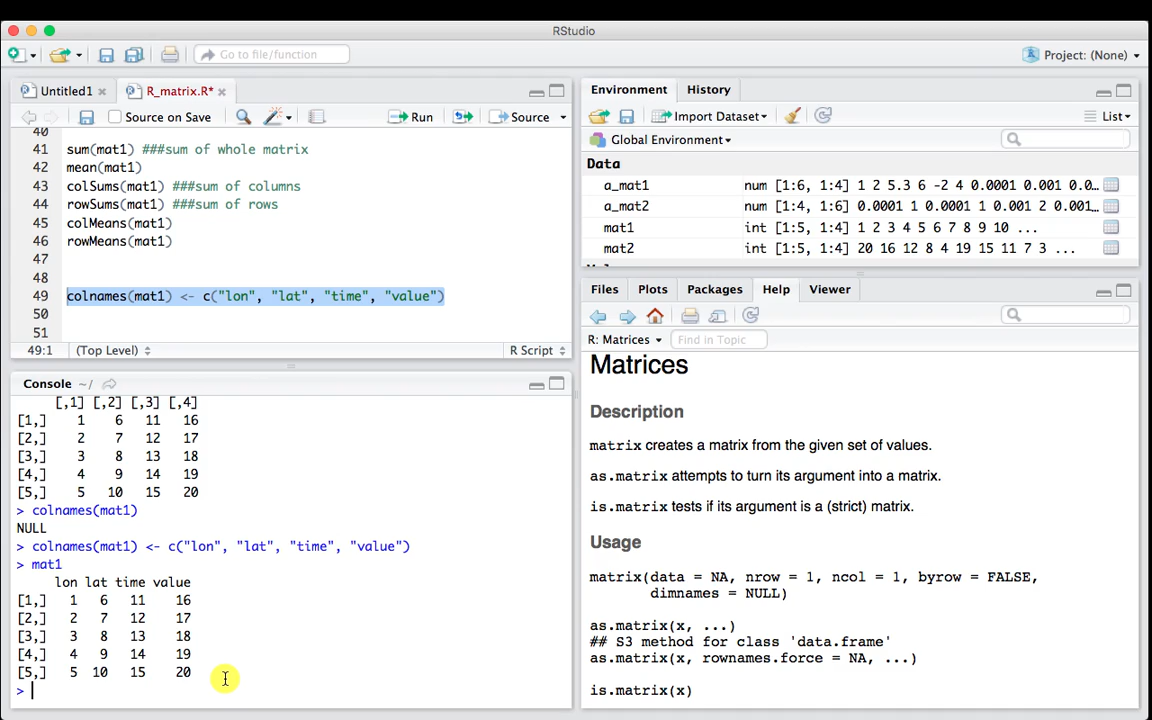 RStudio
Go to file/function
Project: (None)
Untitled1
R_matrix.R*
Source on Save
Run
Source
40
41 sum(mat1) ###sum of whole matrix
42 mean(mat1)
43 colSums(mat1) ###sum of columns
44 rowSums(mat1) ###sum of rows
45 colMeans(mat1)
46 rowMeans(mat1)
47
48
49 colnames(mat1) <- c("lon", "lat", "time", "value")
50
51
49:1 (Top Level) R Script
Console ~/
[,1] [,2] [,3] [,4]
[1,] 1 6 11 16
[2,] 2 7 12 17
[3,] 3 8 13 18
[4,] 4 9 14 19
[5,] 5 10 15 20
> colnames(mat1)
NULL
> colnames(mat1) <- c("lon", "lat", "time", "value")
> mat1
lon lat time value
[1,] 1 6 11 16
[2,] 2 7 12 17
[3,] 3 8 13 18
[4,] 4 9 14 19
[5,] 5 10 15 20
>
Environment History
Import Dataset List
Global Environment
Data
a_mat1 num [1:6, 1:4] 1 2 5.3 6 -2 4 0.0001 0.001 0.0…
a_mat2 num [1:4, 1:6] 0.0001 1 0.0001 1 0.001 2 0.001…
mat1 int [1:5, 1:4] 1 2 3 4 5 6 7 8 9 10 ...
mat2 int [1:5, 1:4] 20 16 12 8 4 19 15 11 7 3 ...
Files Plots Packages Help Viewer
R: Matrices Find in Topic
Matrices
Description
matrix creates a matrix from the given set of values.
as.matrix attempts to turn its argument into a matrix.
is.matrix tests if its argument is a (strict) matrix.
Usage
matrix(data = NA, nrow = 1, ncol = 1, byrow = FALSE,
dimnames = NULL)
as.matrix(x, ...)
## S3 method for class 'data.frame'
as.matrix(x, rownames.force = NA, ...)
is.matrix(x)